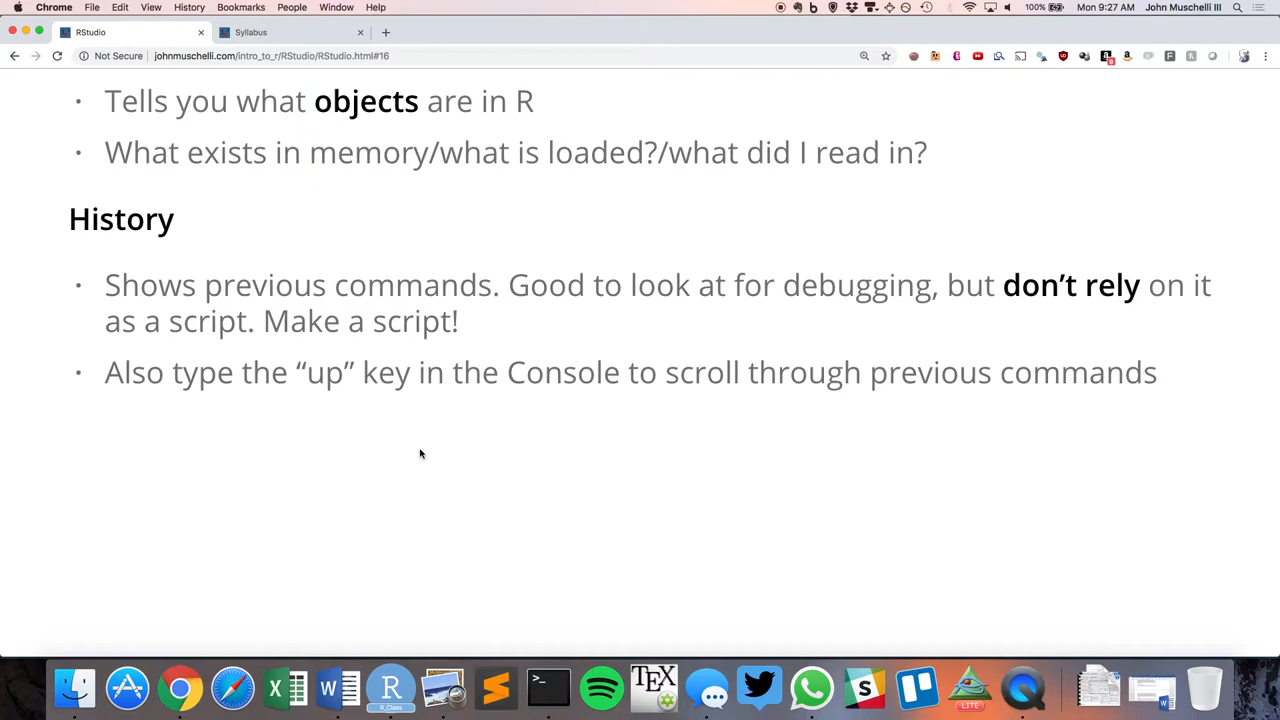 Chrome File Edit View History Bookmarks People Window Help 100% Mon 9:27 AM John Muschelli III
RStudio Syllabus
Not Secure johnmuschelli.com/intro_to_r/RStudio/RStudio.html#16
• Tells you what objects are in R
• What exists in memory/what is loaded?/what did I read in?
History
• Shows previous commands. Good to look at for debugging, but don’t rely on it
as a script. Make a script!
• Also type the “up” key in the Console to scroll through previous commands
R_Class
TEX
LITE